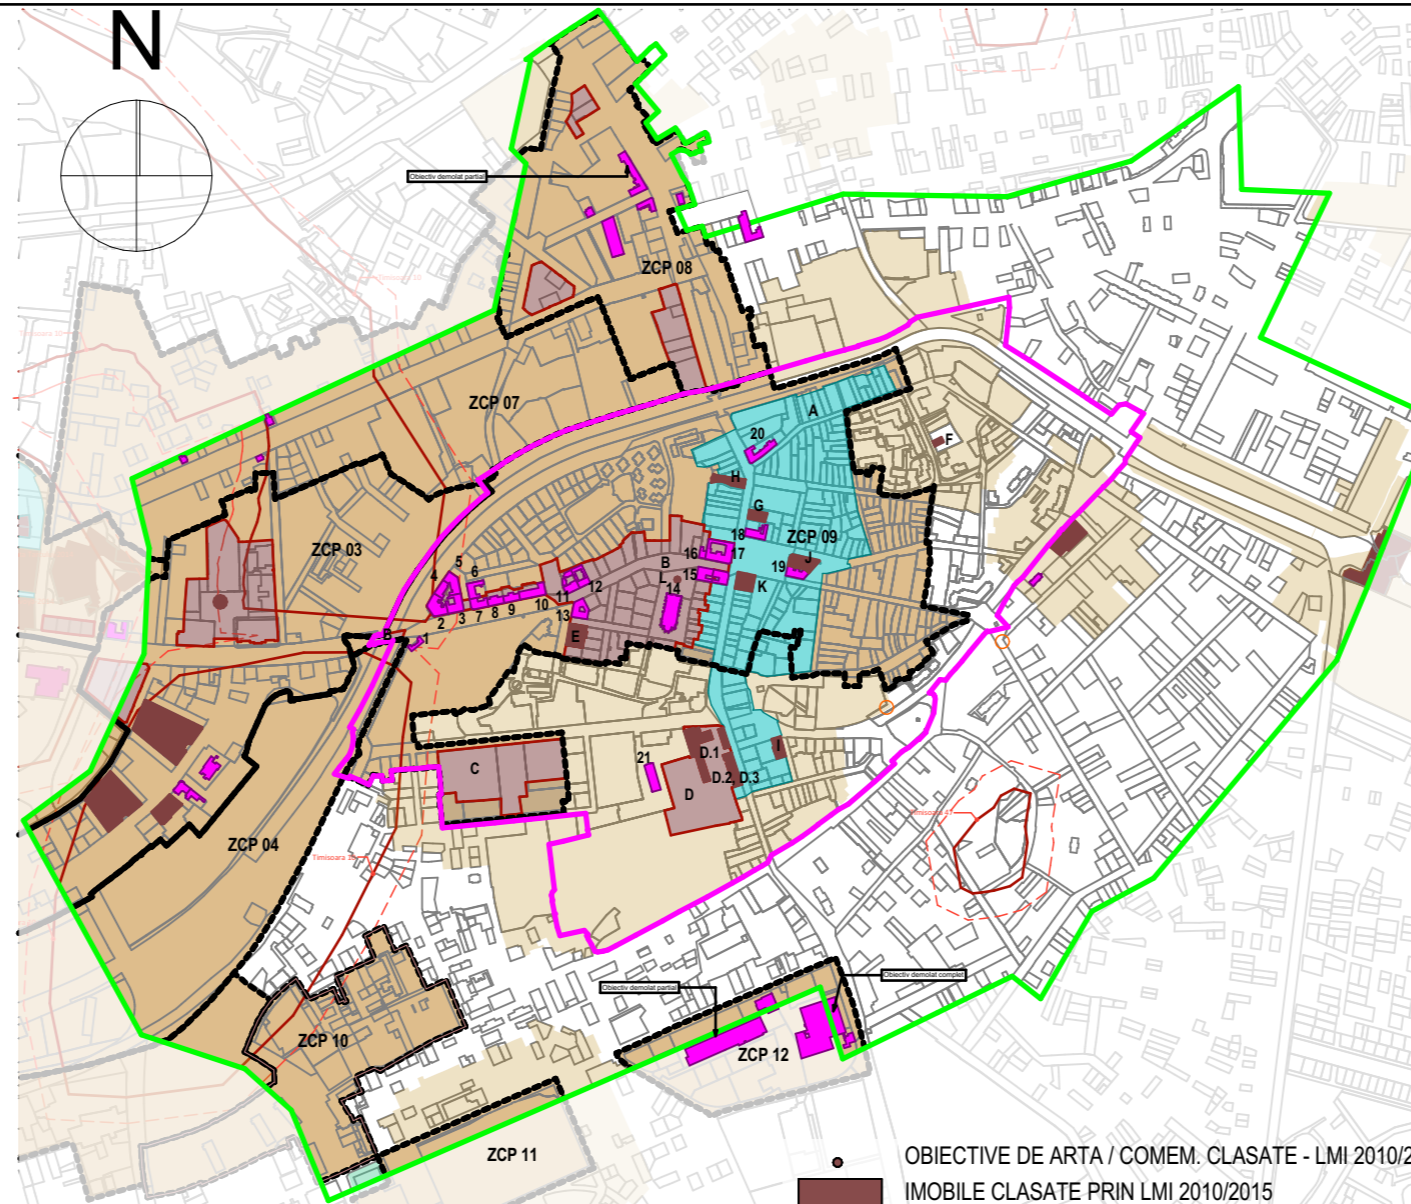 N
Obiectiv demolat partial
ZCP 08
ZCP 07
A
20
F
H
G
ZCP 03
18
ZCP 09
5
16
17
B
J
4
6
19
12
L
15
K
11
14
2
3
7
8
9
10
13
B
1
E
C
21
D.1
I
D.2, D.3
D
ZCP 04
Timisoara
Obiectiv demolat complet
Obiectiv demolat partial
ZCP 10
ZCP 12
ZCP 11
OBIECTIVE DE ARTA / COMEM. CLASATE - LMI 2010/2
IMOBILE CLASATE PRIN LMI 2010/2015